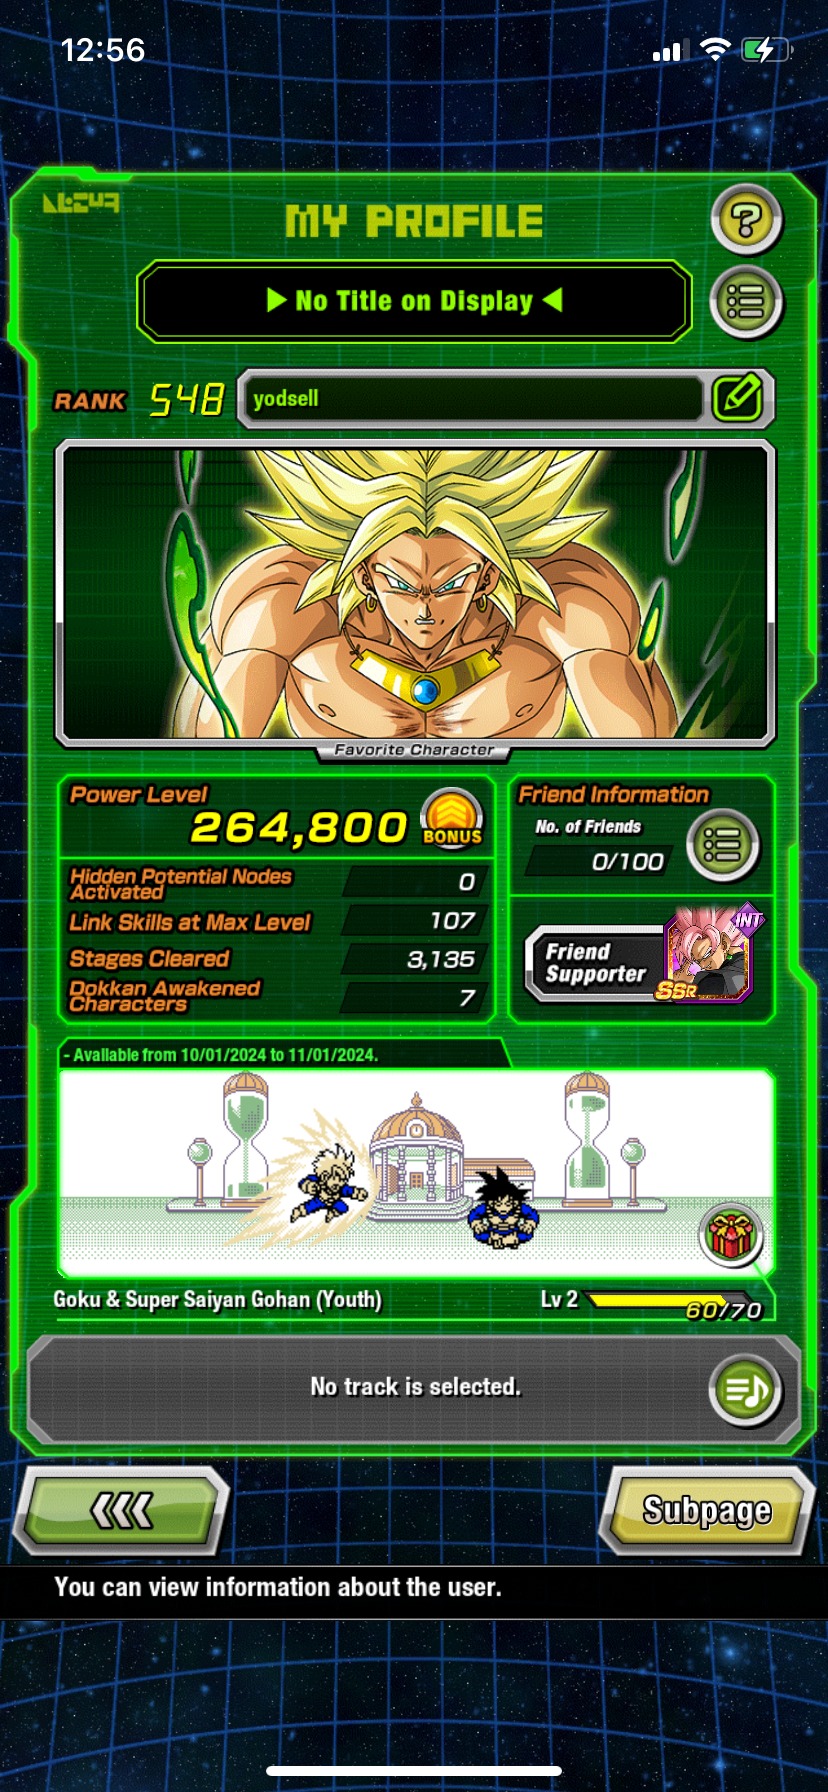 12:56
MY PROFILE
?
▶ No Title on Display ◀
RANK 548 yodsell
Favorite Character
Power Level
264,800 BONUS
Hidden Potential Nodes
Activated 0
Link Skills at Max Level 107
Stages Cleared 3,135
Dokkan Awakened
Characters 7
Friend Information
No. of Friends
0/100
Friend
Supporter
INT
SSR
- Available from 10/01/2024 to 11/01/2024.
Goku & Super Saiyan Gohan (Youth) Lv 2 60/70
No track is selected.
Subpage
You can view information about the user.